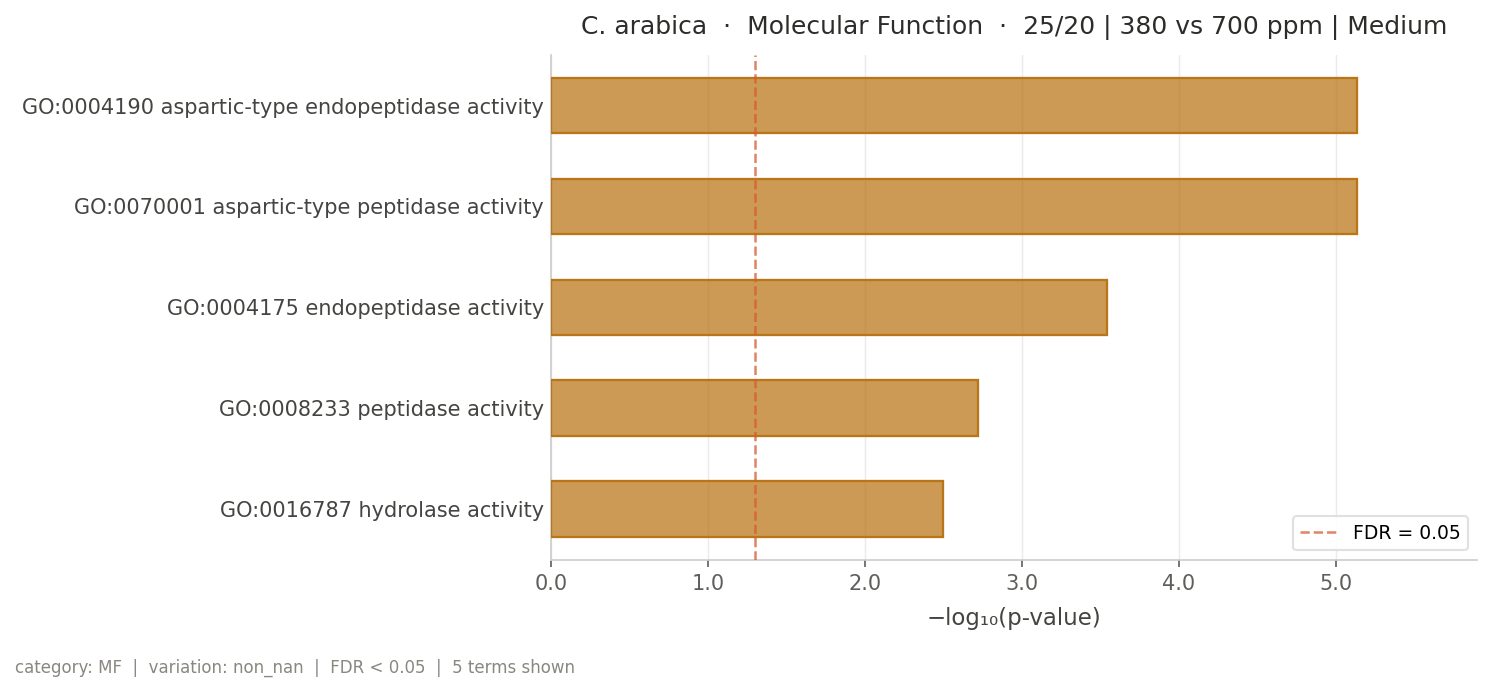 C. arabica · Molecular Function · 25/20 | 380 vs 700 ppm | Medium
GO:0004190 aspartic-type endopeptidase activity
GO:0070001 aspartic-type peptidase activity
GO:0004175 endopeptidase activity
GO:0008233 peptidase activity
GO:0016787 hydrolase activity
FDR = 0.05
0.0 1.0 2.0 3.0 4.0 5.0
−log₁₀(p-value)
category: MF | variation: non_nan | FDR < 0.05 | 5 terms shown